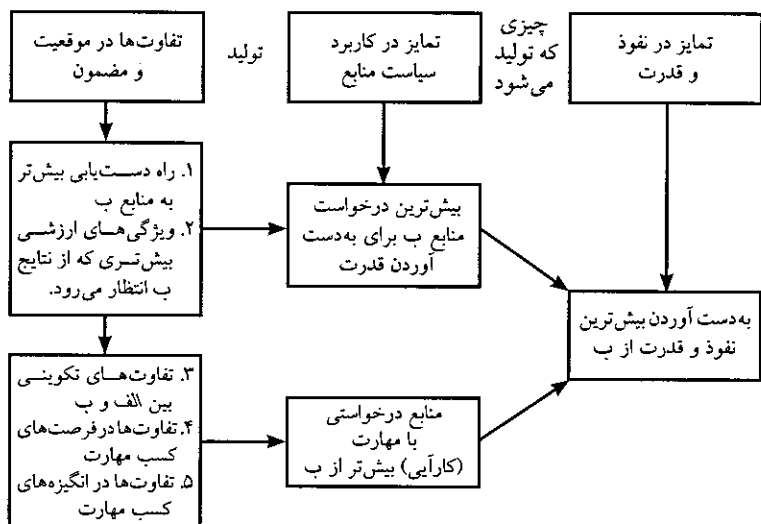 تفاوت‌ها در موقعیت
و مضمون
تولید
تمایز در کاربرد
سیاست منابع
چیزی
که تولید
می‌شود
تمایز در نفوذ
و قدرت
۱. راه دست‌یابی بیش‌تر
به منابع ب
۲. ویژگی‌های ارزشی
بیش‌تری که از نتایج
ب انتظار می‌رود.
بیش‌ترین درخواست
منابع ب برای به‌دست
آوردن قدرت
به‌دست آوردن بیش‌ترین
نفوذ و قدرت از ب
۳. تفاوت‌های تکوینی
بین الف و ب
۴. تفاوت‌ها در فرصت‌های
کسب مهارت
۵. تفاوت‌ها در انگیزه‌های
کسب مهارت
منابع درخواستی
با مهارت
(کارآیی) بیش‌تر از ب